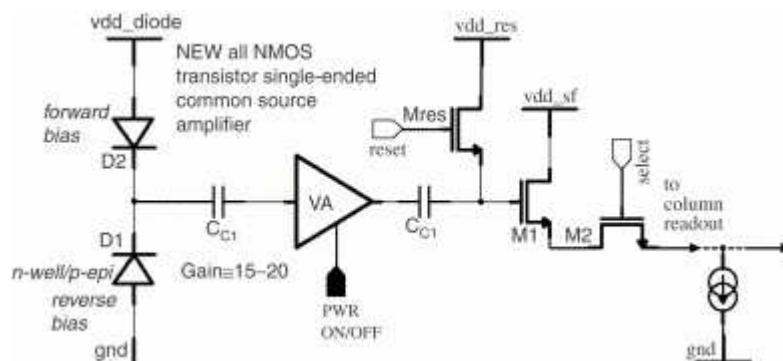 vdd_diode
NEW all NMOS
transistor single-ended
common source
amplifier
vdd_res
vdd_sf
forward
bias
D2
Mres
reset
select
to
column
readout
VA
C_C1
C_C1
M1
M2
D1
n-well/p-epi
reverse
bias
Gain≅15-20
PWR
ON/OFF
gnd
gnd